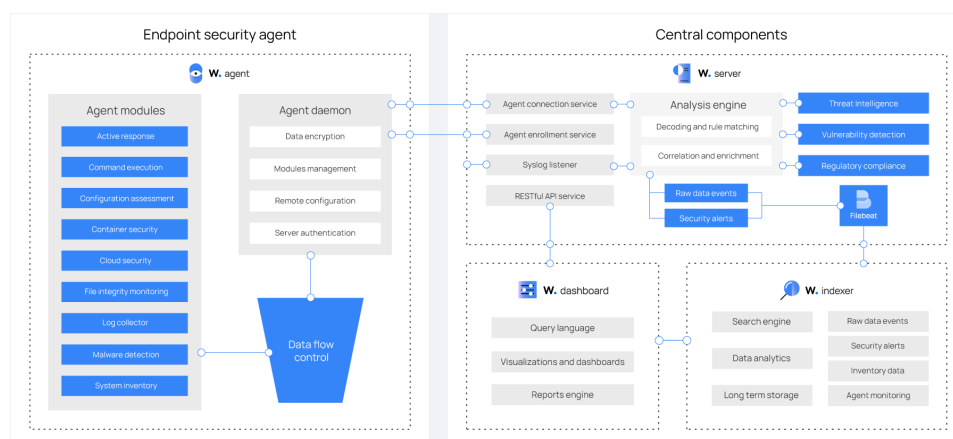 Endpoint security agent
W. agent
Agent modules
Active response
Command execution
Configuration assessment
Container security
Cloud security
File integrity monitoring
Log collector
Malware detection
System inventory
Agent daemon
Data encryption
Modules management
Remote configuration
Server authentication
Data flow
control
Central components
W. server
Agent connection service
Agent enrollment service
Syslog listener
RESTful API service
Analysis engine
Decoding and rule matching
Correlation and enrichment
Threat Intelligence
Vulnerability detection
Regulatory compliance
Raw data events
Security alerts
Filebeat
W. dashboard
Query language
Visualizations and dashboards
Reports engine
W. indexer
Search engine
Data analytics
Long term storage
Raw data events
Security alerts
Inventory data
Agent monitoring